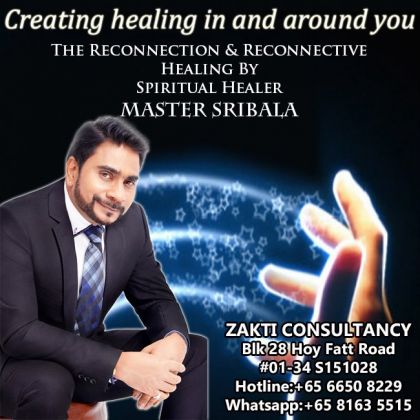 Creating healing in and around you
The Reconnection & Reconnective
Healing By
Spiritual Healer
Master Sribala
ZAKTI CONSULTANCY
Blk 28 Hoy Fatt Road
#01-34 S151028
Hotline:+65 6650 8229
Whatsapp:+65 8163 5515